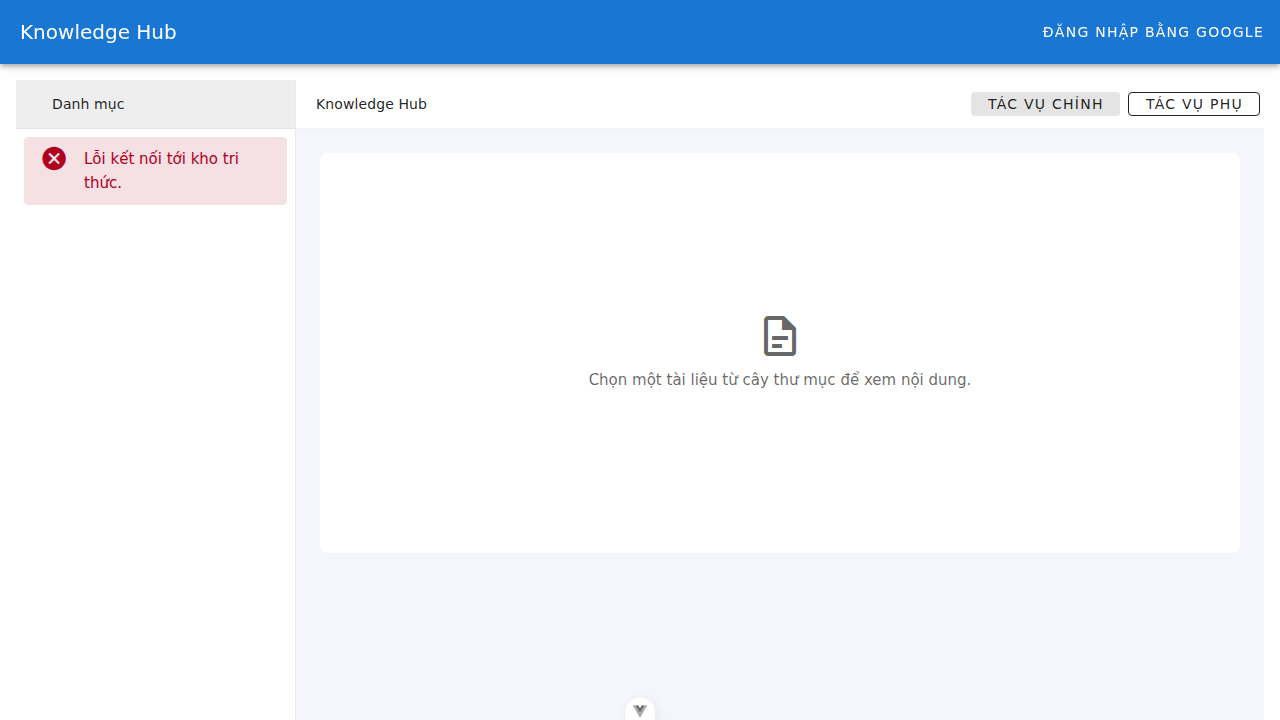 Knowledge Hub
ĐĂNG NHẬP BẰNG GOOGLE
Danh mục
Knowledge Hub
TÁC VỤ CHÍNH
TÁC VỤ PHỤ
Lỗi kết nối tới kho tri
thức.
Chọn một tài liệu từ cây thư mục để xem nội dung.